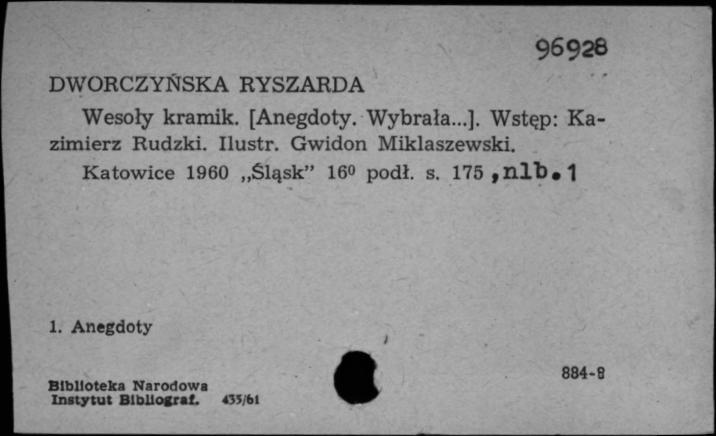 96928
DWORCZYŃSKA RYSZARDA
Wesoły kramik. [Anegdoty. Wybrała...]. Wstęp: Ka-
zimierz Rudzki. Ilustr. Gwidon Miklaszewski.
Katowice 1960 „Śląsk” 16⁰ podł. s. 175 ,nlb.1
1. Anegdoty
884-8
Biblioteka Narodowa
Instytut Bibliograf. 435/61